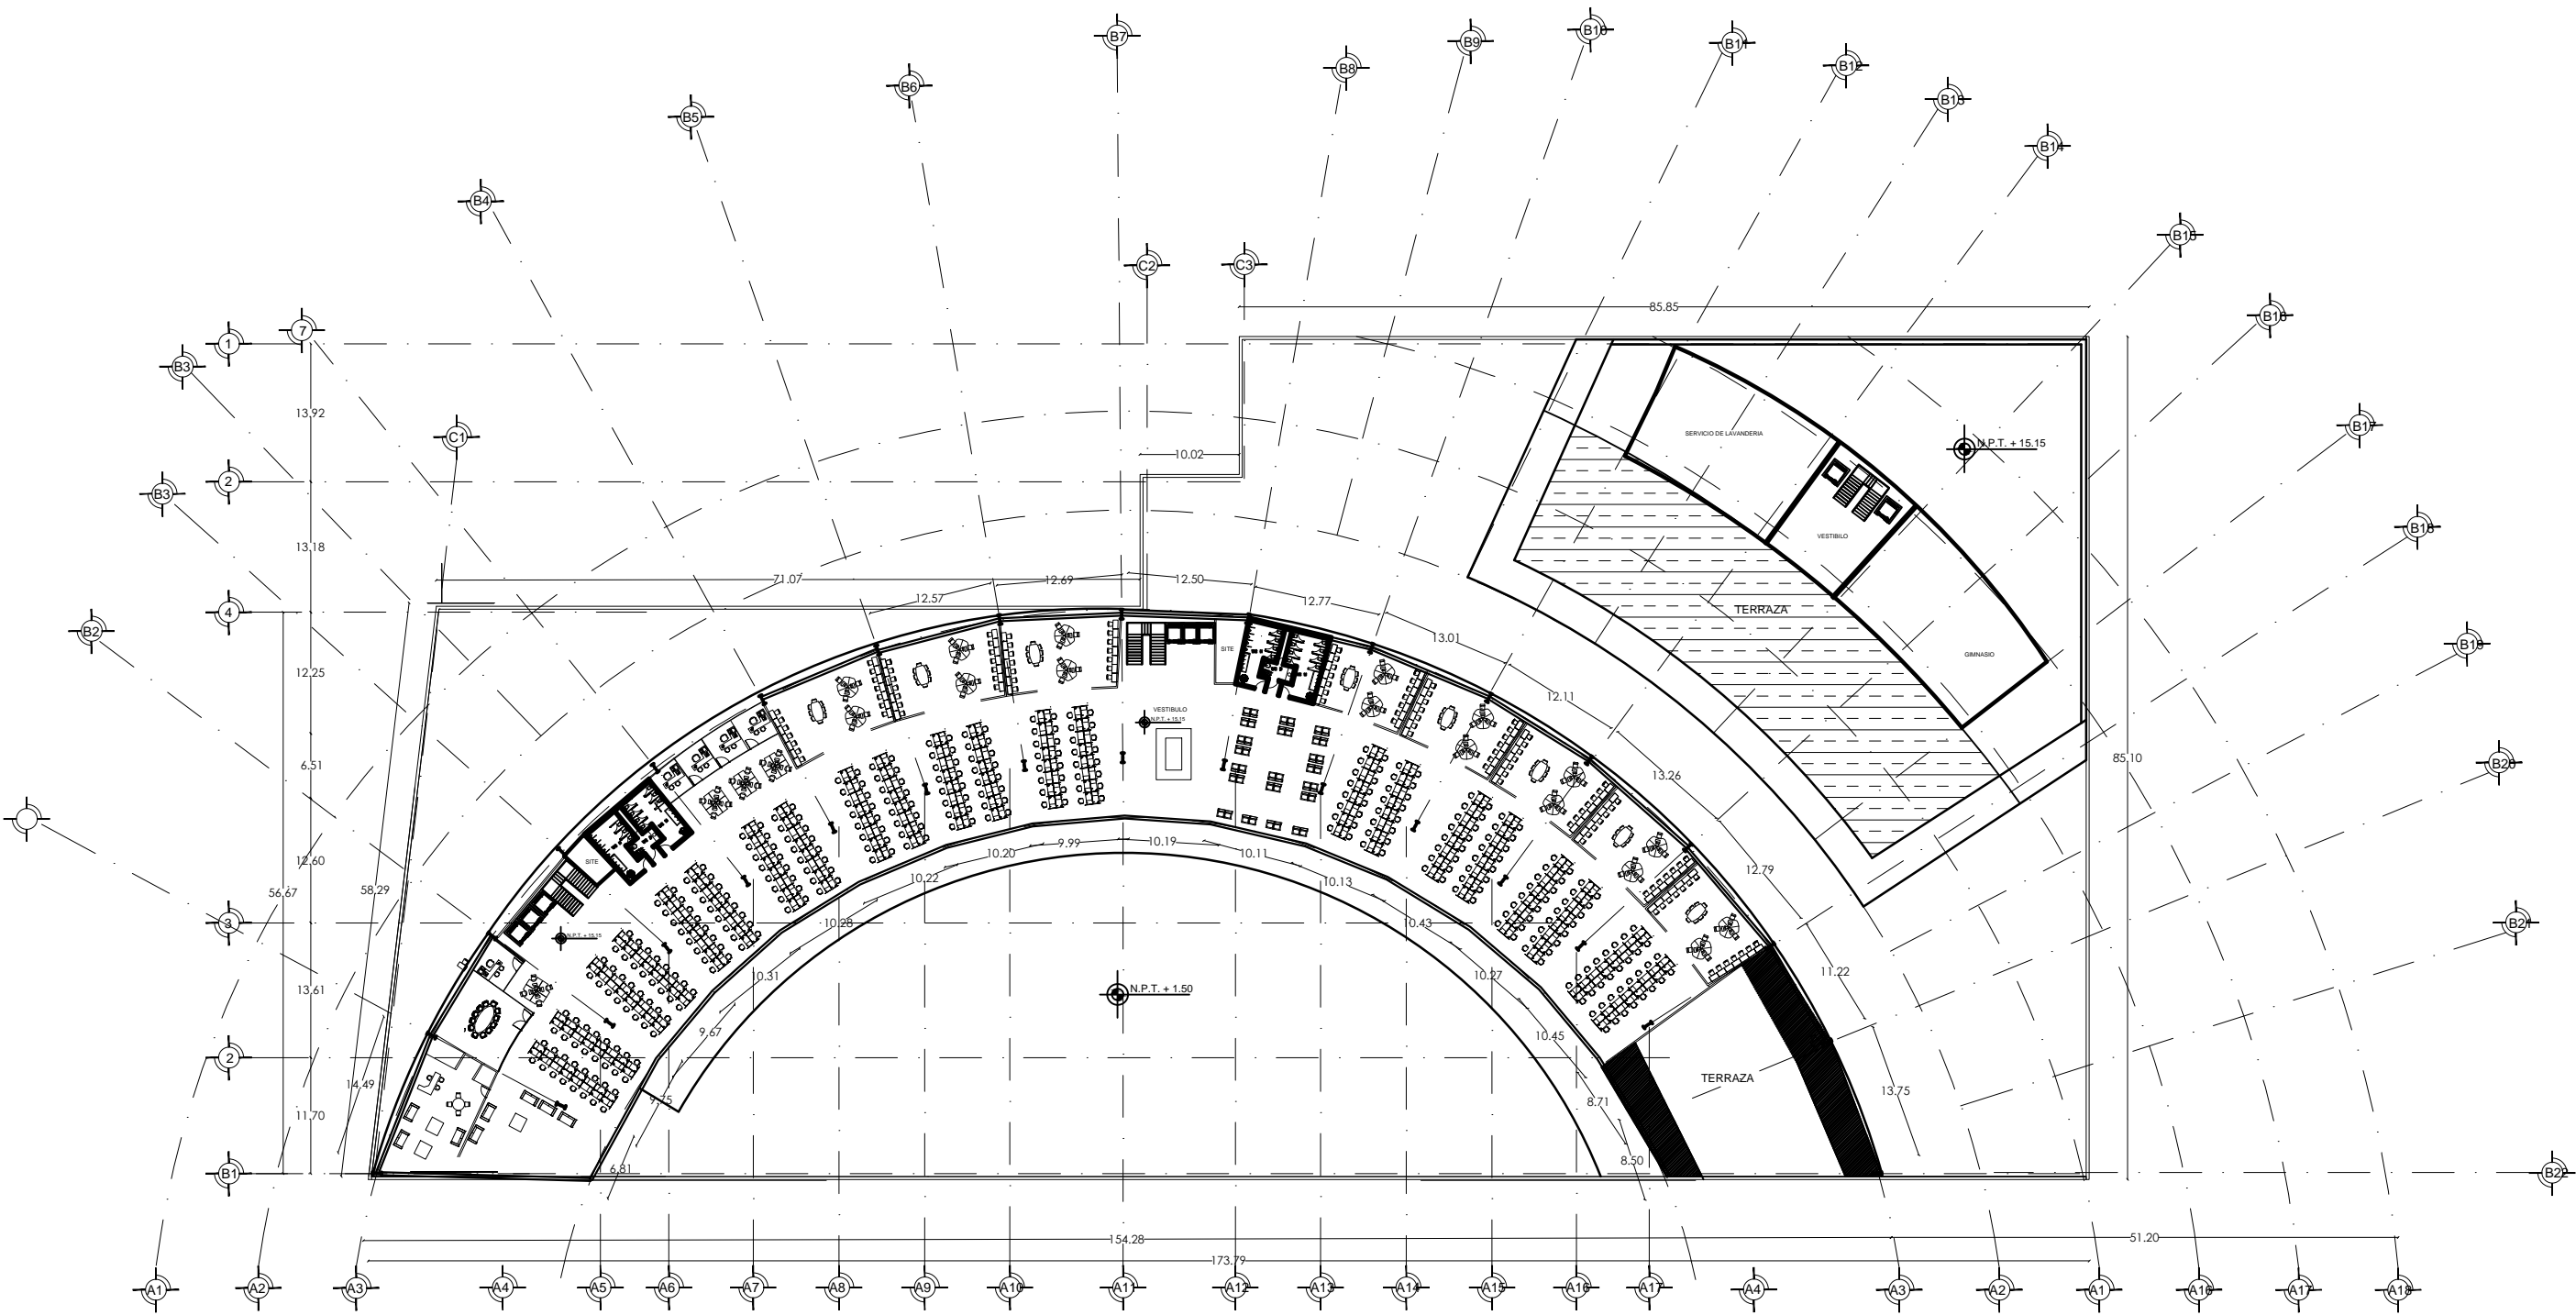 B7
B10
B9
B11
B8
B12
B6
B13
B5
B14
B4
B15
C2
C3
85.85
B16
7
1
B3
13.92
B17
C1
SERVICIO DE LAVANDERIA
N.P.T. + 15.15
10.02
2
B3
B18
VESTIBILO
13.18
71.07
12.69
12.50
12.57
12.77
4
TERRAZA
B2
13.01
B19
SITE
GIMNASIO
12.25
12.11
VESTIBULO
N.P.T. + 15.15
85.10
B20
6.51
13.26
10.20
9.99
10.19
10.11
12.60
SITE
12.79
10.22
10.13
56.67
58.29
10.28
10.43
3
B21
N.P.T. + 15.15
10.31
10.27
11.22
13.61
N.P.T. + 1.50
9.67
10.45
2
TERRAZA
14.49
13.75
9.75
8.71
11.70
8.50
6.81
B1
B22
154.28
51.20
173.79
A1
A2
A3
A4
A5
A6
A7
A8
A9
A10
A11
A12
A13
A14
A15
A16
A17
A4
A3
A2
A1
A16
A17
A18